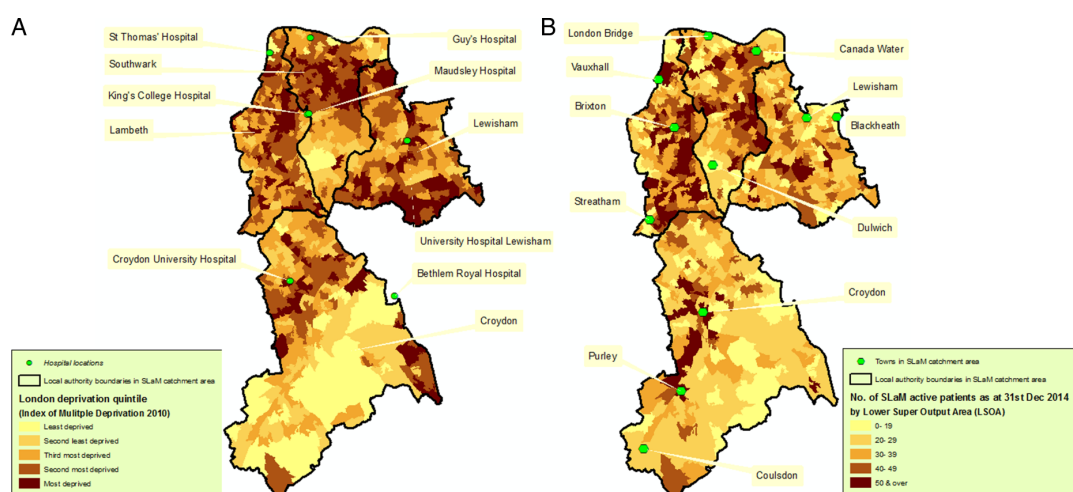 A
St Thomas' Hospital
Guy's Hospital
Southwark
Maudsley Hospital
King's College Hospital
Lambeth
Lewisham
University Hospital Lewisham
Croydon University Hospital
Bethlem Royal Hospital
Croydon
Hospital locations
Local authority boundaries in SLaM catchment area
London deprivation quintile
(Index of Mulitple Deprivation 2010)
Least deprived
Second least deprived
Third most deprived
Second most deprived
Most deprived
B
London Bridge
Canada Water
Vauxhall
Lewisham
Brixton
Blackheath
Streatham
Dulwich
Croydon
Purley
Coulsdon
Towns in SLaM catchment area
Local authority boundaries in SLaM catchment area
No. of SLaM active patients as at 31st Dec 2014
by Lower Super Output Area (LSOA)
0- 19
20- 29
30- 39
40- 49
50 & over